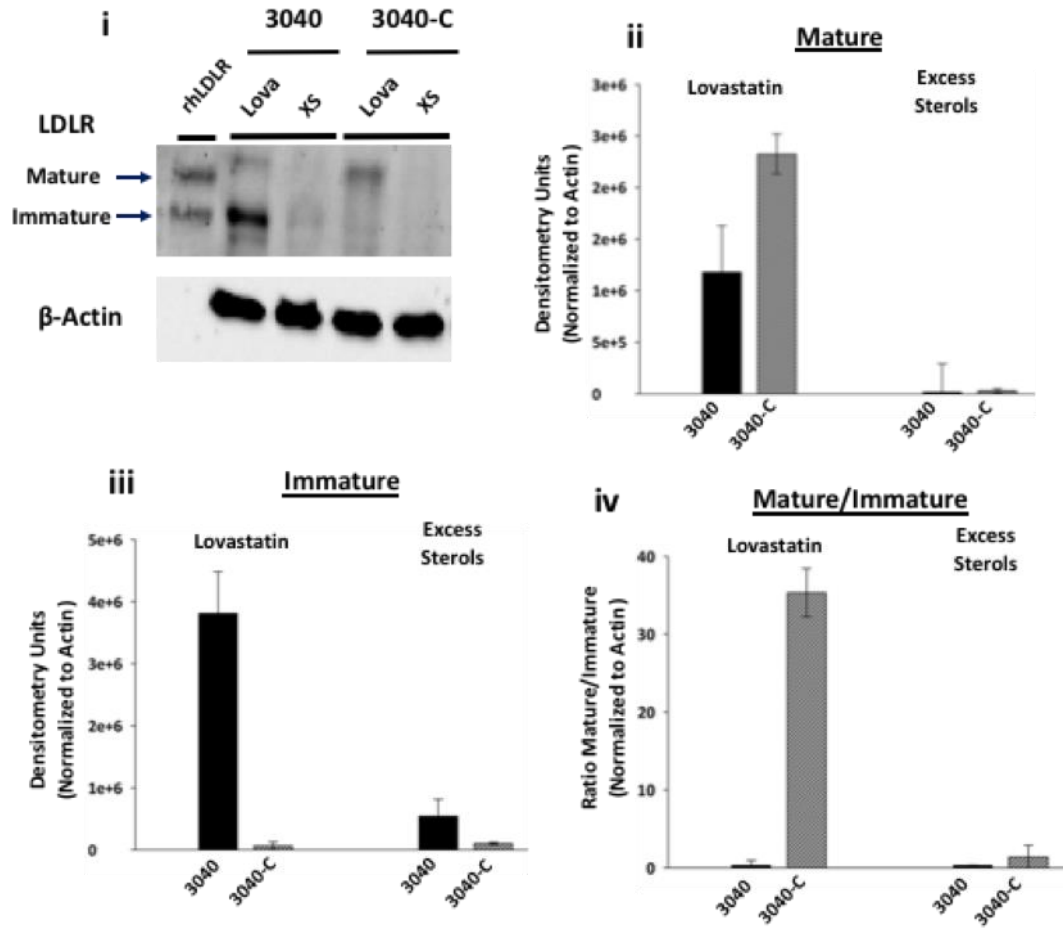 i
3040
3040-C
rhLDLR
Lova
XS
Lova
XS
LDLR
Mature
Immature
β-Actin
ii
Mature
Lovastatin
Excess
Sterols
Densitometry Units
(Normalized to Actin)
3e+6
3e+6
2e+6
2e+6
1e+6
5e+5
0
3040
3040-C
3040
3040-C
iii
Immature
Lovastatin
Excess
Sterols
Densitometry Units
(Normalized to Actin )
5e+6
4e+6
3e+6
2e+6
1e+6
0
3040
3040-C
3040
3040-C
iv
Mature/Immature
Lovastatin
Excess
Sterols
Ratio Mature/Immature
(Normalized to Actin)
40
30
20
10
0
3040
3040-C
3040
3040-C